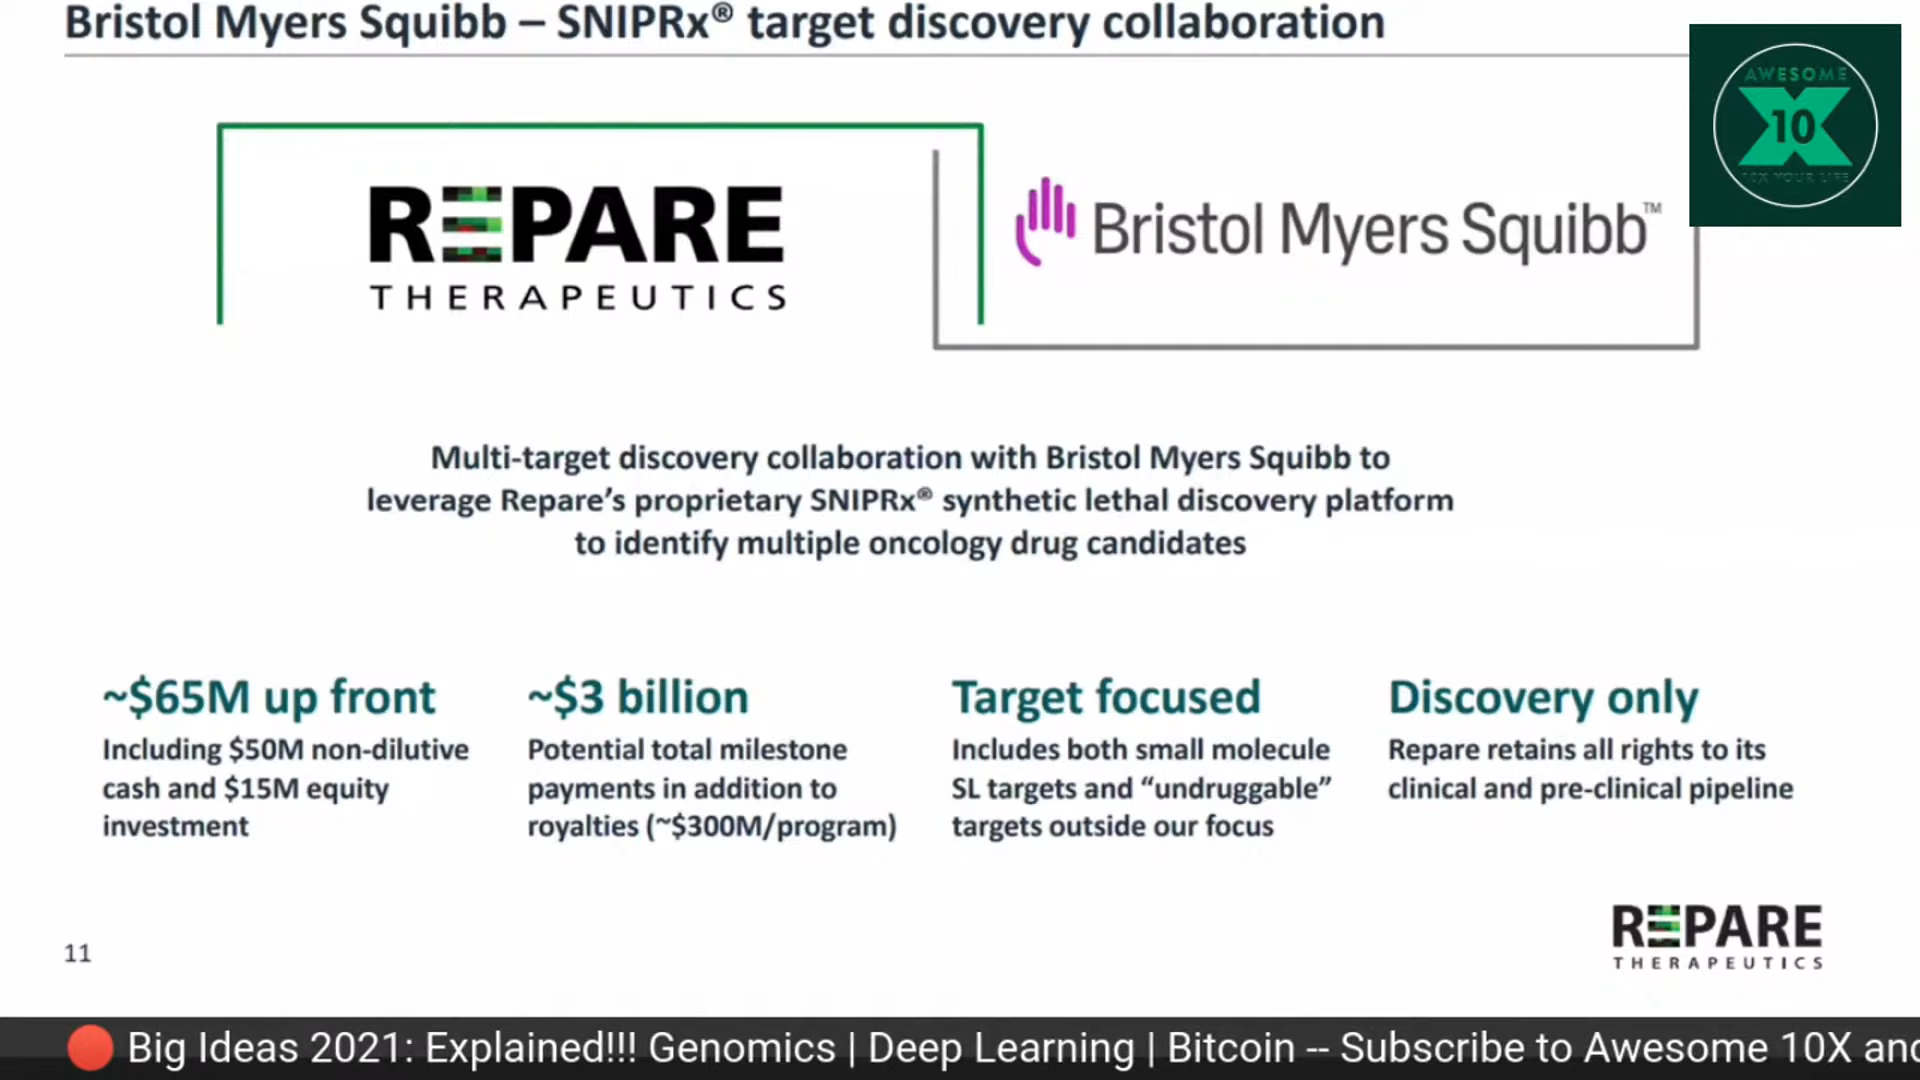 Bristol Myers Squibb – SNIPRx® target discovery collaboration
AWESOME
10
10X YOUR LIFE
REPARE
THERAPEUTICS
Bristol Myers Squibb™
Multi-target discovery collaboration with Bristol Myers Squibb to
leverage Repare’s proprietary SNIPRx® synthetic lethal discovery platform
to identify multiple oncology drug candidates
~$65M up front
Including $50M non-dilutive
cash and $15M equity
investment
~$3 billion
Potential total milestone
payments in addition to
royalties (~$300M/program)
Target focused
Includes both small molecule
SL targets and “undruggable”
targets outside our focus
Discovery only
Repare retains all rights to its
clinical and pre-clinical pipeline
11
REPARE
THERAPEUTICS
Big Ideas 2021: Explained!!! Genomics | Deep Learning | Bitcoin -- Subscribe to Awesome 10X and